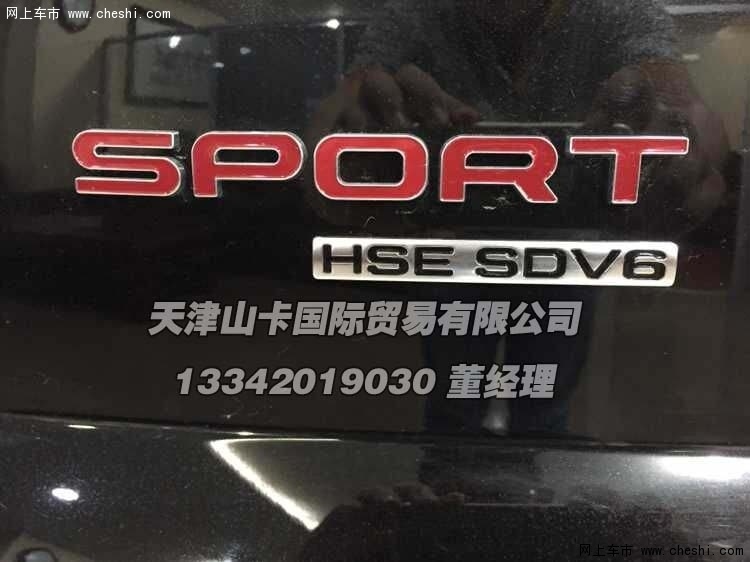 网上车市 www.cheshi.com
SPORT
HSE SDV6
天津山卡国际贸易有限公司
13342019030 董经理
网上车市 www.cheshi.com